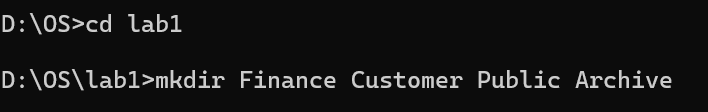 D:\OS>cd lab1
D:\OS\lab1>mkdir Finance Customer Public Archive